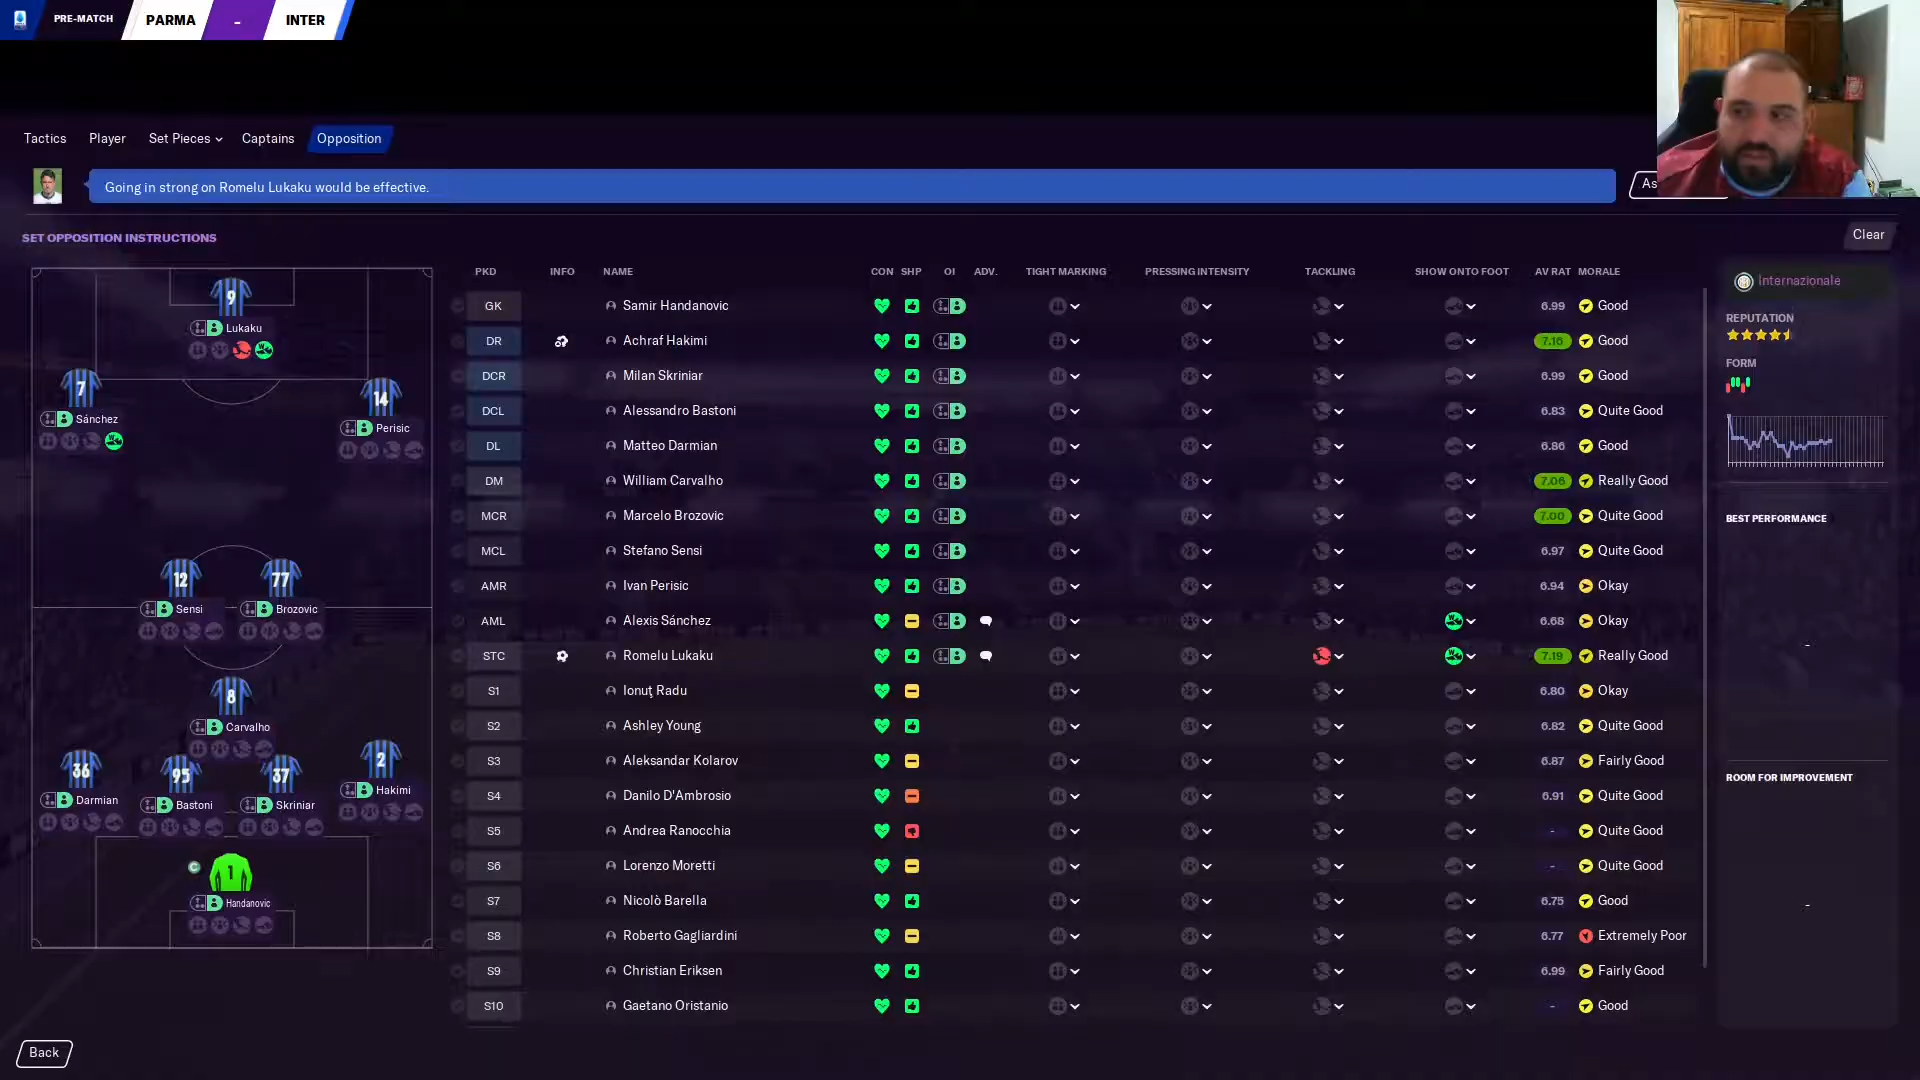 PRE-MATCH PARMA - INTER
Tactics Player Set Pieces Captains Opposition
Going in strong on Romelu Lukaku would be effective.
As
SET OPPOSITION INSTRUCTIONS
Clear
PKD INFO NAME CON SHP OI ADV. TIGHT MARKING PRESSING INTENSITY TACKLING SHOW ONTO FOOT AV RAT MORALE
GK Samir Handanovic 6.99 Good
DR Achraf Hakimi 7.16 Good
DCR Milan Skriniar 6.99 Good
DCL Alessandro Bastoni 6.83 Quite Good
DL Matteo Darmian 6.86 Good
DM William Carvalho 7.06 Really Good
MCR Marcelo Brozovic 7.00 Quite Good
MCL Stefano Sensi 6.97 Quite Good
AMR Ivan Perisic 6.94 Okay
AML Alexis Sánchez 6.68 Okay
STC Romelu Lukaku 7.19 Really Good
S1 Ionuţ Radu 6.80 Okay
S2 Ashley Young 6.82 Quite Good
S3 Aleksandar Kolarov 6.87 Fairly Good
S4 Danilo D'Ambrosio 6.91 Quite Good
S5 Andrea Ranocchia - Quite Good
S6 Lorenzo Moretti - Quite Good
S7 Nicolò Barella 6.75 Good
S8 Roberto Gagliardini 6.77 Extremely Poor
S9 Christian Eriksen 6.99 Fairly Good
S10 Gaetano Oristanio - Good
9
Lukaku
7
Sánchez
14
Perisic
12
Sensi
77
Brozovic
8
Carvalho
36
Darmian
95
Bastoni
37
Skriniar
2
Hakimi
C
1
Handanovic
Internazionale
REPUTATION
FORM
BEST PERFORMANCE
-
ROOM FOR IMPROVEMENT
-
Back